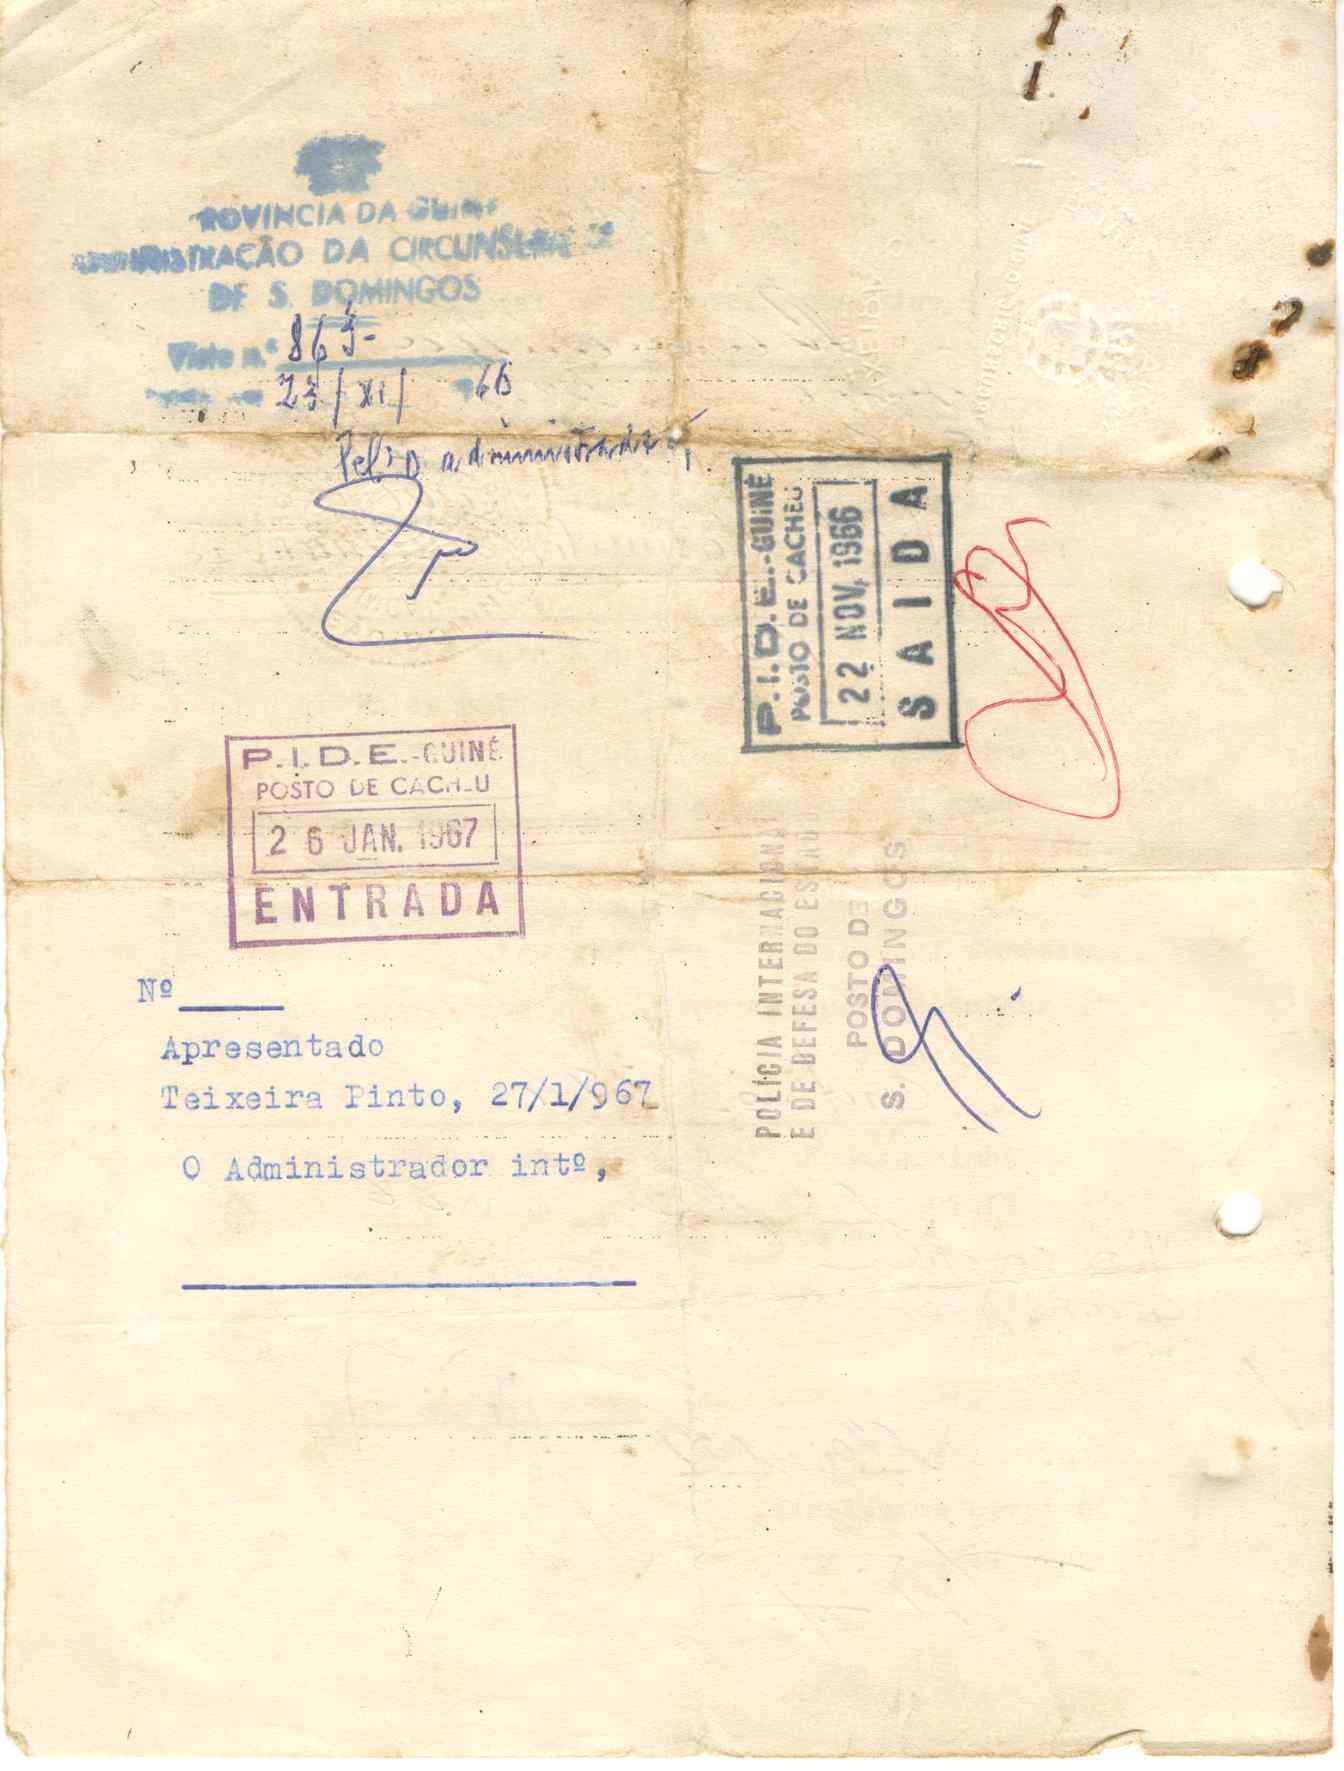 PROVINCIA DA GUINÉ
ADMINISTRAÇÃO DA CIRCUNSCRIÇÃO
DE S. DOMINGOS
Visto n.º 863-
23/XI/966
Pelo administrador,
P.I.D.E.-GUINÉ
POSTO DE CACHEU
22 NOV. 1966
SAIDA
P.I.D.E.-GUINÉ
POSTO DE CACHEU
26 JAN. 1967
ENTRADA
POLÍCIA INTERNACIONAL
E DE DEFESA DO ESTADO
POSTO DE
S. DOMINGOS
Nº
Apresentado
Teixeira Pinto, 27/1/967
O Administrador intº,